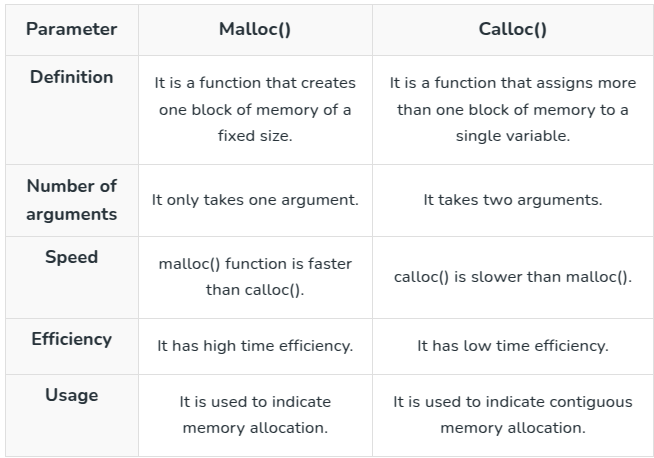 Parameter Malloc() Calloc()
Definition
It is a function that creates
one block of memory of a
fixed size.
It is a function that assigns more
than one block of memory to a
single variable.
Number of
arguments
It only takes one argument.
It takes two arguments.
Speed
malloc() function is faster
than calloc().
calloc() is slower than malloc().
Efficiency
It has high time efficiency.
It has low time efficiency.
Usage
It is used to indicate
memory allocation.
It is used to indicate contiguous
memory allocation.